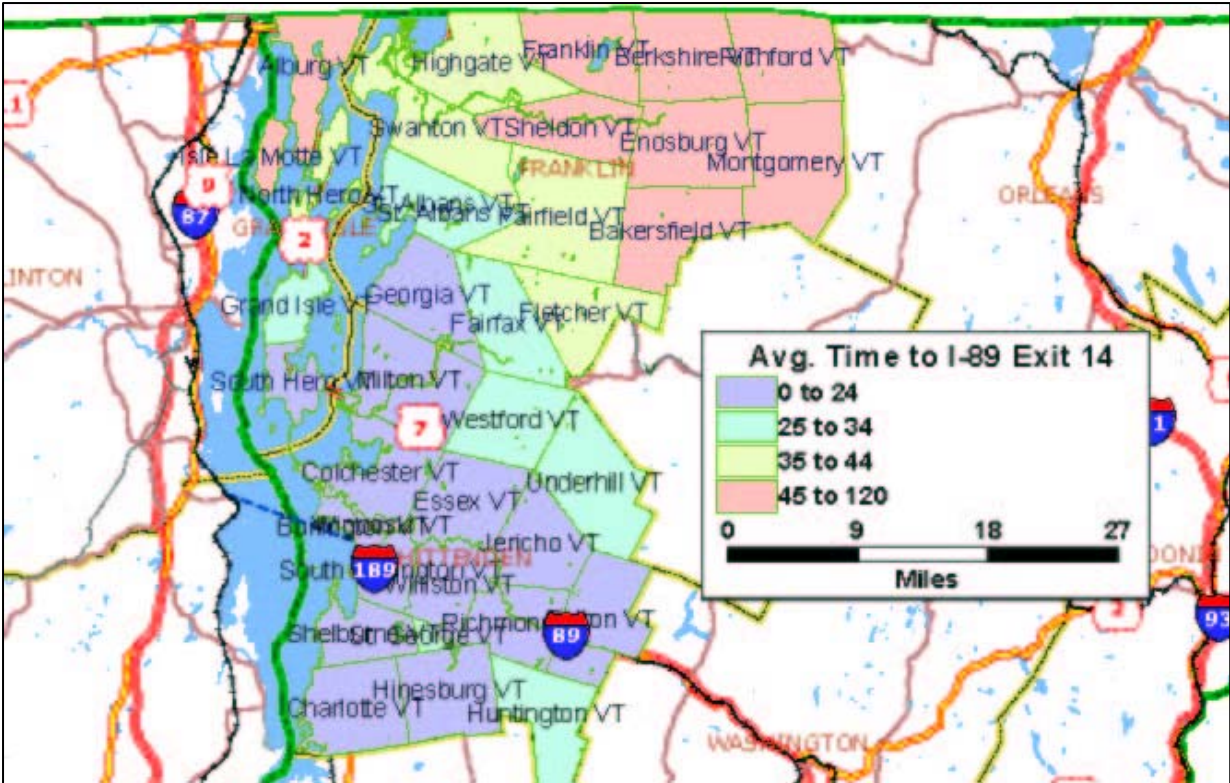 Alburg VT
Highgate VT
Franklin VT
Berkshire VT
Richford VT
1
Swanton VT
Sheldon VT
Enosburg VT
Isle La Motte VT
FRANKLIN
Montgomery VT
9
North Hero VT
ORLEANS
87
St. Albans VT
Fairfield VT
2
Bakersfield VT
LINTON
Grand Isle VT
Georgia VT
Fairfax VT
Fletcher VT
Avg. Time to I-89 Exit 14
0 to 24
25 to 34
35 to 44
45 to 120
0 9 18 27
Miles
South Hero VT
Milton VT
7
Westford VT
1
Colchester VT
Essex VT
Underhill VT
Jericho VT
189
Williston VT
St. George VT
89
93
Hinesburg VT
Charlotte VT
Huntington VT
WASHINGTON